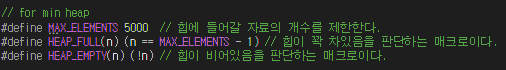 // for min heap
#define MAX_ELEMENTS 5000  // 힙에 들어갈 자료의 개수를 제한한다.
#define HEAP_FULL(n) (n == MAX_ELEMENTS - 1) // 힙이 꽉 차있음을 판단하는 매크로이다.
#define HEAP_EMPTY(n) (!n) // 힙이 비어있음을 판단하는 매크로이다.